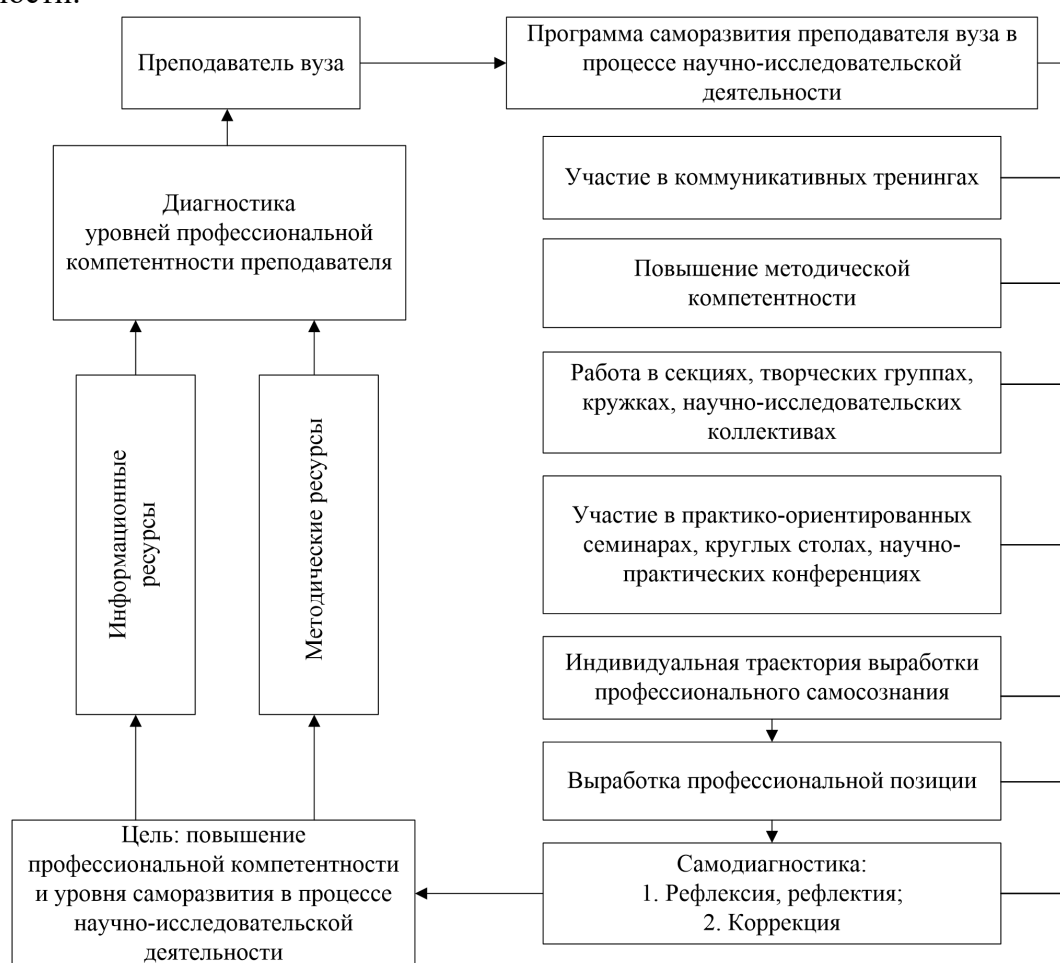 ности.
Преподаватель вуза
Программа саморазвития преподавателя вуза в
процессе научно-исследовательской
деятельности
Диагностика
уровней профессиональной
компетентности преподавателя
Участие в коммуникативных тренингах
Повышение методической
компетентности
Работа в секциях, творческих группах,
кружках, научно-исследовательских
коллективах
Информационные
ресурсы
Методические ресурсы
Участие в практико-ориентированных
семинарах, круглых столах, научно-
практических конференциях
Индивидуальная траектория выработки
профессионального самосознания
Выработка профессиональной позиции
Цель: повышение
профессиональной компетентности
и уровня саморазвития в процессе
научно-исследовательской
деятельности
Самодиагностика:
1. Рефлексия, рефлектия;
2. Коррекция